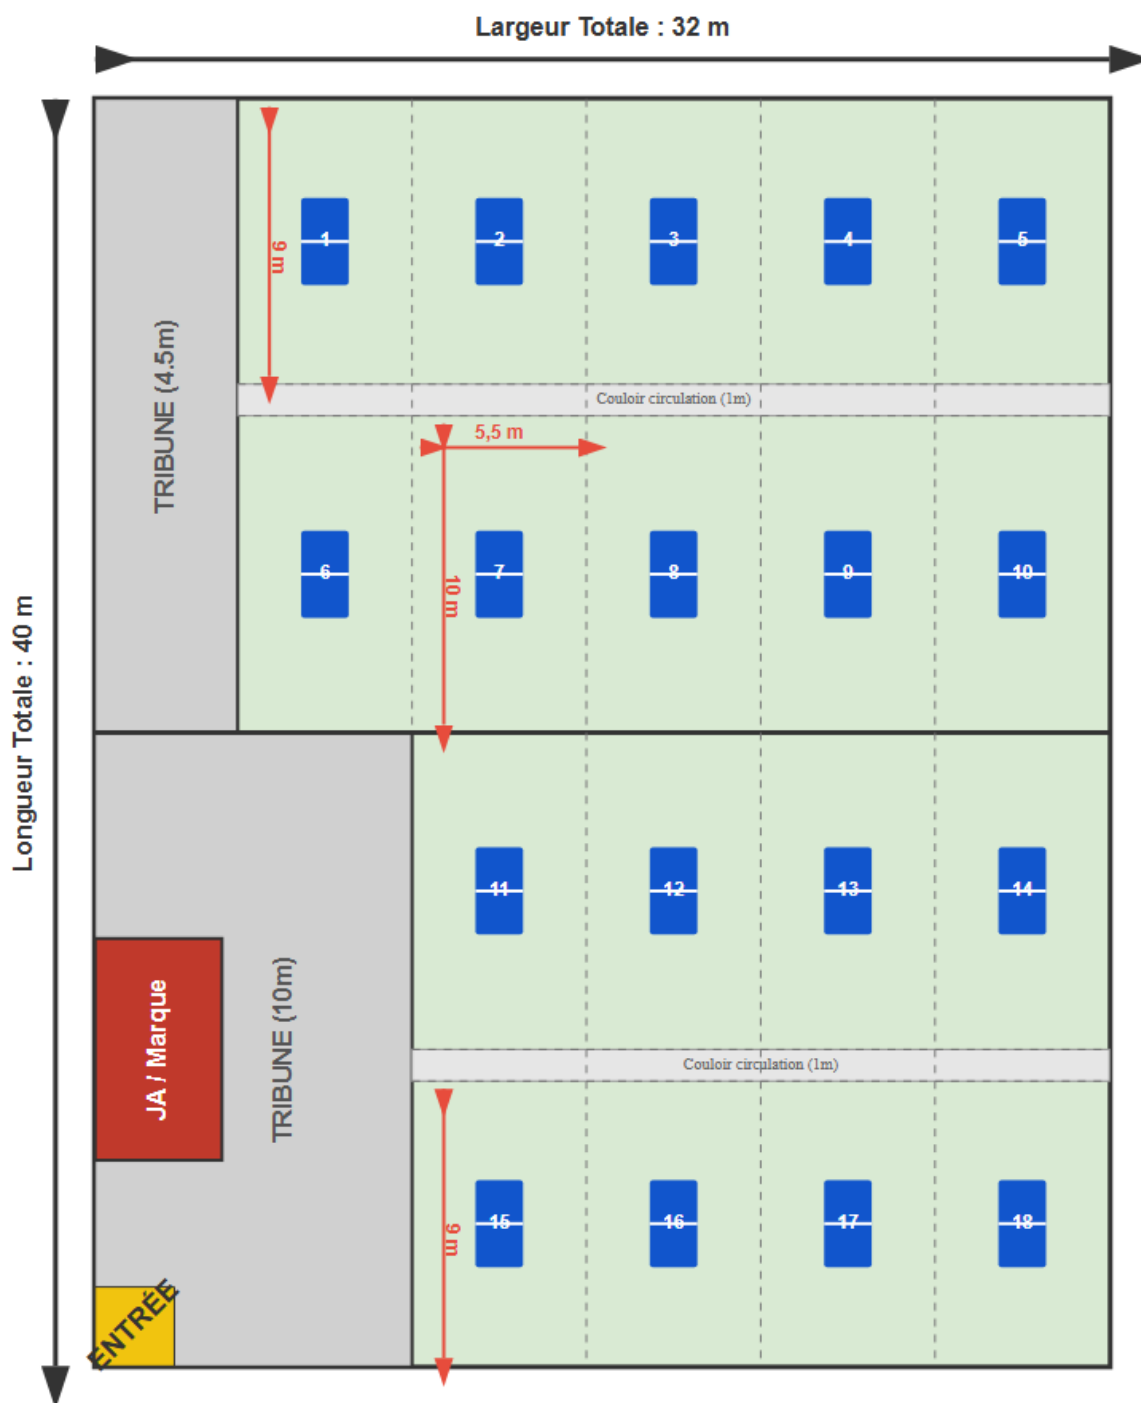 Largeur Totale : 32 m
Longueur Totale : 40 m
TRIBUNE (4.5m)
9 m
1
2
3
4
5
Couloir circulation (1m)
5,5 m
10 m
6
7
8
9
10
TRIBUNE (10m)
JA / Marque
ENTRÉE
11
12
13
14
Couloir circulation (1m)
9 m
15
16
17
18